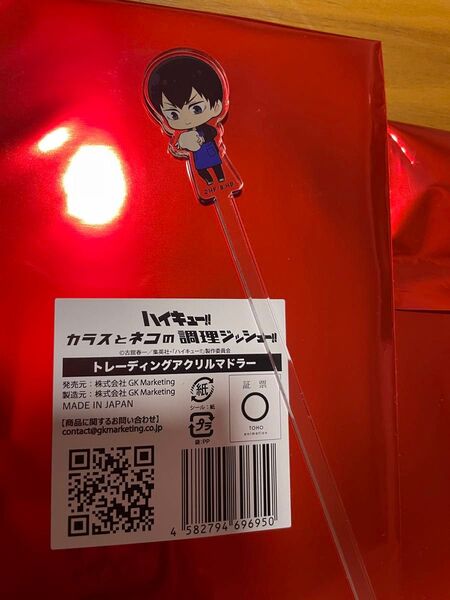 ハイキュー!!
カラスとネコの調理ジッシュー!!
©古舘春一／集英社・「ハイキュー!!」製作委員会
トレーディングアクリルマドラー
発売元：株式会社 GK Marketing
製造元：株式会社 GK Marketing
MADE IN JAPAN
【商品に関するお問い合わせ】
contact@gkmarketing.co.jp
紙
シール：紙
プラ
袋：PP
証票
TOHO
animation
4 582794 696950